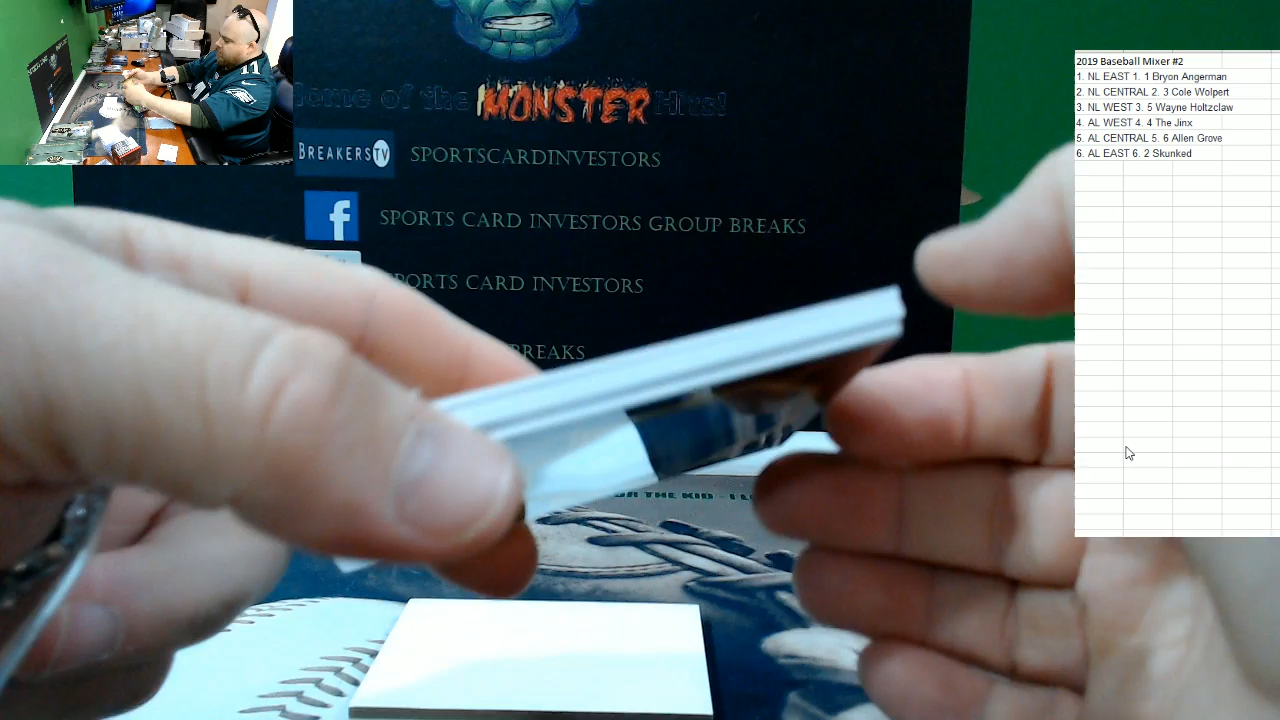 Home of the MONSTER Hits!
BREAKERS TV SPORTSCARDINVESTORS
f SPORTS CARD INVESTORS GROUP BREAKS
SPORTS CARD INVESTORS
BREAKS
11
2019 Baseball Mixer #2
1. NL EAST 1. 1 Bryon Angerman
2. NL CENTRAL 2. 3 Cole Wolpert
3. NL WEST 3. 5 Wayne Holtzclaw
4. AL WEST 4. 4 The Jinx
5. AL CENTRAL 5. 6 Allen Grove
6. AL EAST 6. 2 Skunked
THE KID